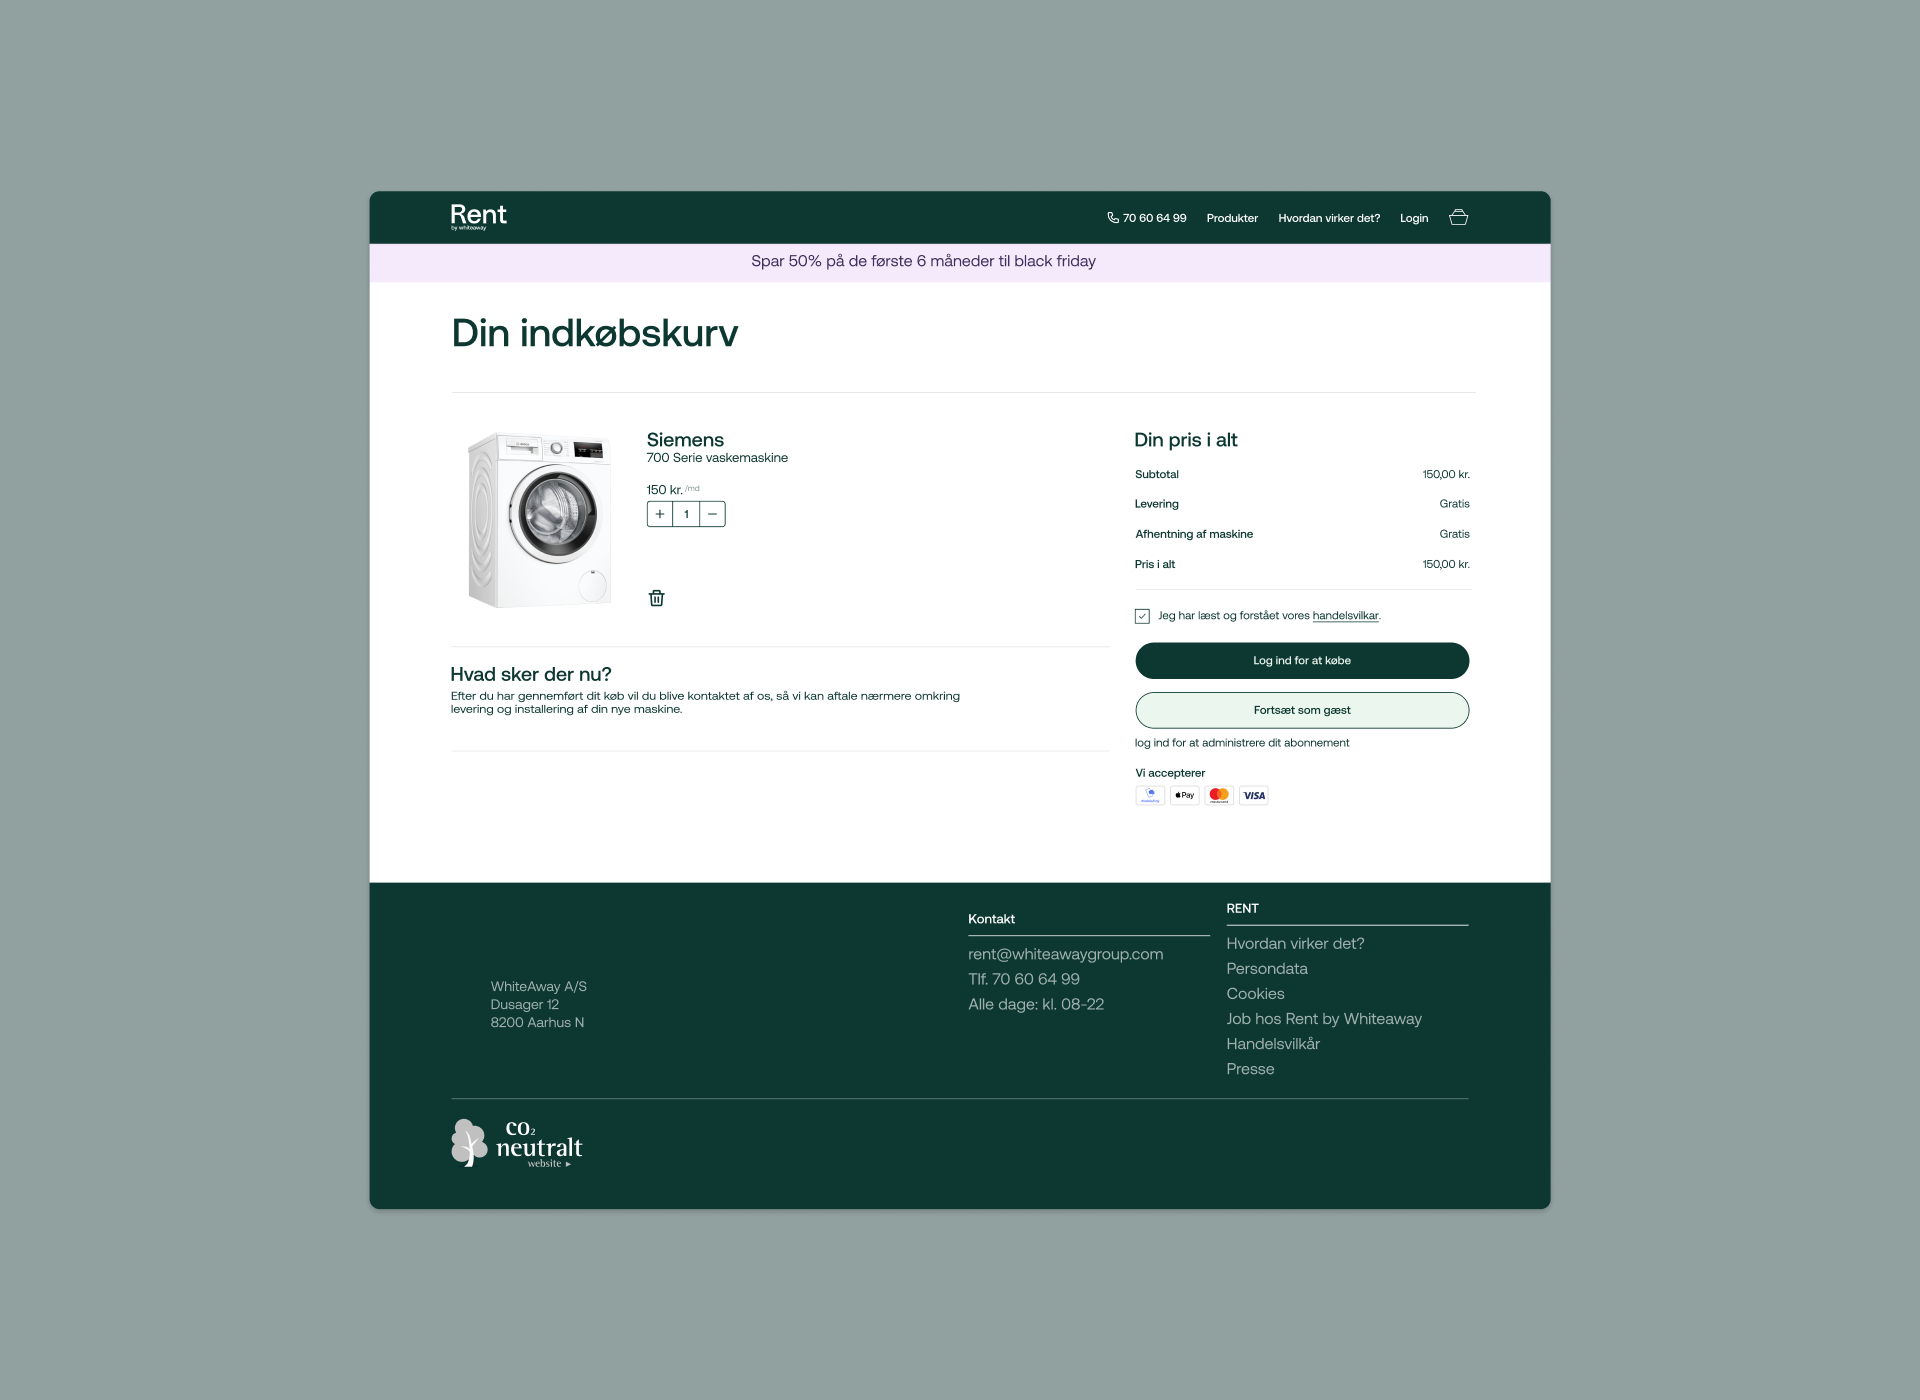 Rent
by whiteaway
70 60 64 99
Produkter
Hvordan virker det?
Login
Spar 50% på de første 6 måneder til black friday
Din indkøbskurv
Siemens
700 Serie vaskemaskine
150 kr. /md
+ 1 −
Hvad sker der nu?
Efter du har gennemført dit køb vil du blive kontaktet af os, så vi kan aftale nærmere omkring
levering og installering af din nye maskine.
Din pris i alt
Subtotal 150,00 kr.
Levering Gratis
Afhentning af maskine Gratis
Pris i alt 150,00 kr.
Jeg har læst og forstået vores handelsvilkar.
Log ind for at købe
Fortsæt som gæst
log ind for at administrere dit abonnement
Vi accepterer
Pay
VISA
WhiteAway A/S
Dusager 12
8200 Aarhus N
Kontakt
rent@whiteawaygroup.com
Tlf. 70 60 64 99
Alle dage: kl. 08-22
RENT
Hvordan virker det?
Persondata
Cookies
Job hos Rent by Whiteaway
Handelsvilkår
Presse
CO2
neutralt
website